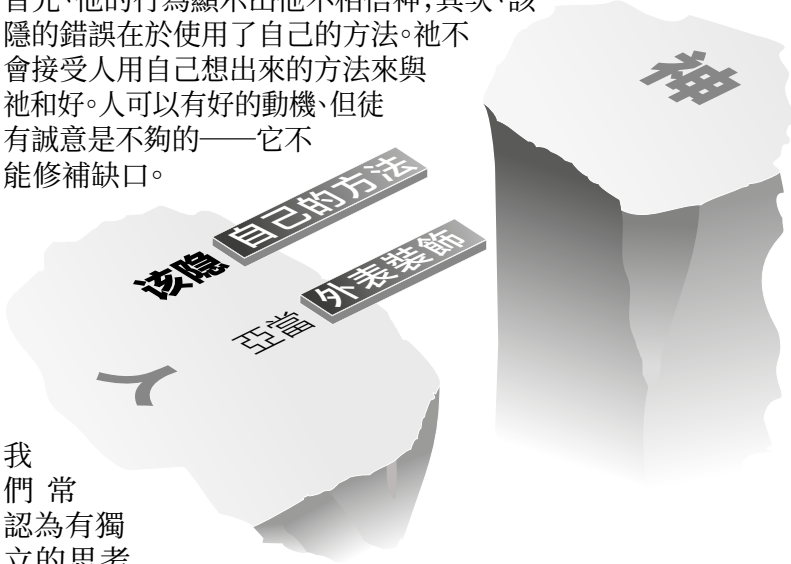 首先、他的行為顯示出他不相信神；其次、該
隱的錯誤在於使用了自己的方法。祂不
會接受人用自己想出來的方法來與
祂和好。人可以有好的動機、但徒
有誠意是不夠的——它不
能修補缺口。
神
自己的方法
该隐
外表裝飾
亞當
人
我
們 常
認為有獨
立的思考